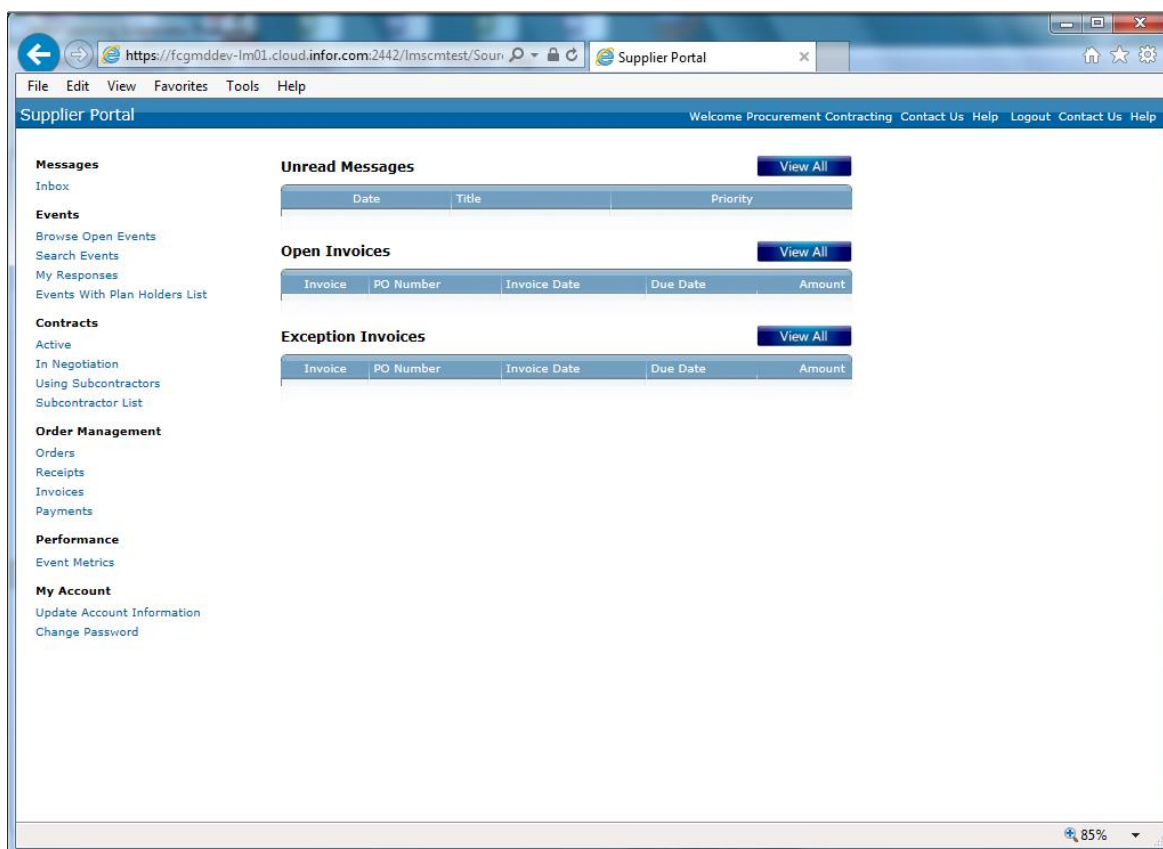 https://fcgmddev-lm01.cloud.infor.com:2442/lmscmtest/Sour
Supplier Portal
File Edit View Favorites Tools Help
Supplier Portal
Welcome Procurement Contracting Contact Us Help Logout Contact Us Help
Messages
Inbox
Events
Browse Open Events
Search Events
My Responses
Events With Plan Holders List
Contracts
Active
In Negotiation
Using Subcontractors
Subcontractor List
Order Management
Orders
Receipts
Invoices
Payments
Performance
Event Metrics
My Account
Update Account Information
Change Password
Unread Messages
View All
Date Title Priority
Open Invoices
View All
Invoice PO Number Invoice Date Due Date Amount
Exception Invoices
View All
Invoice PO Number Invoice Date Due Date Amount
85%